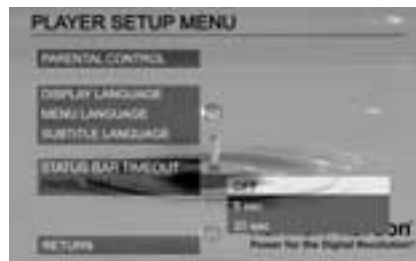 PLAYER SETUP MENU
PARENTAL CONTROL
DISPLAY LANGUAGE
MENU LANGUAGE
SUBTITLE LANGUAGE
STATUS BAR TIMEOUT
OFF
5 sec
20 sec
RETURN
Power for the Digital Revolution